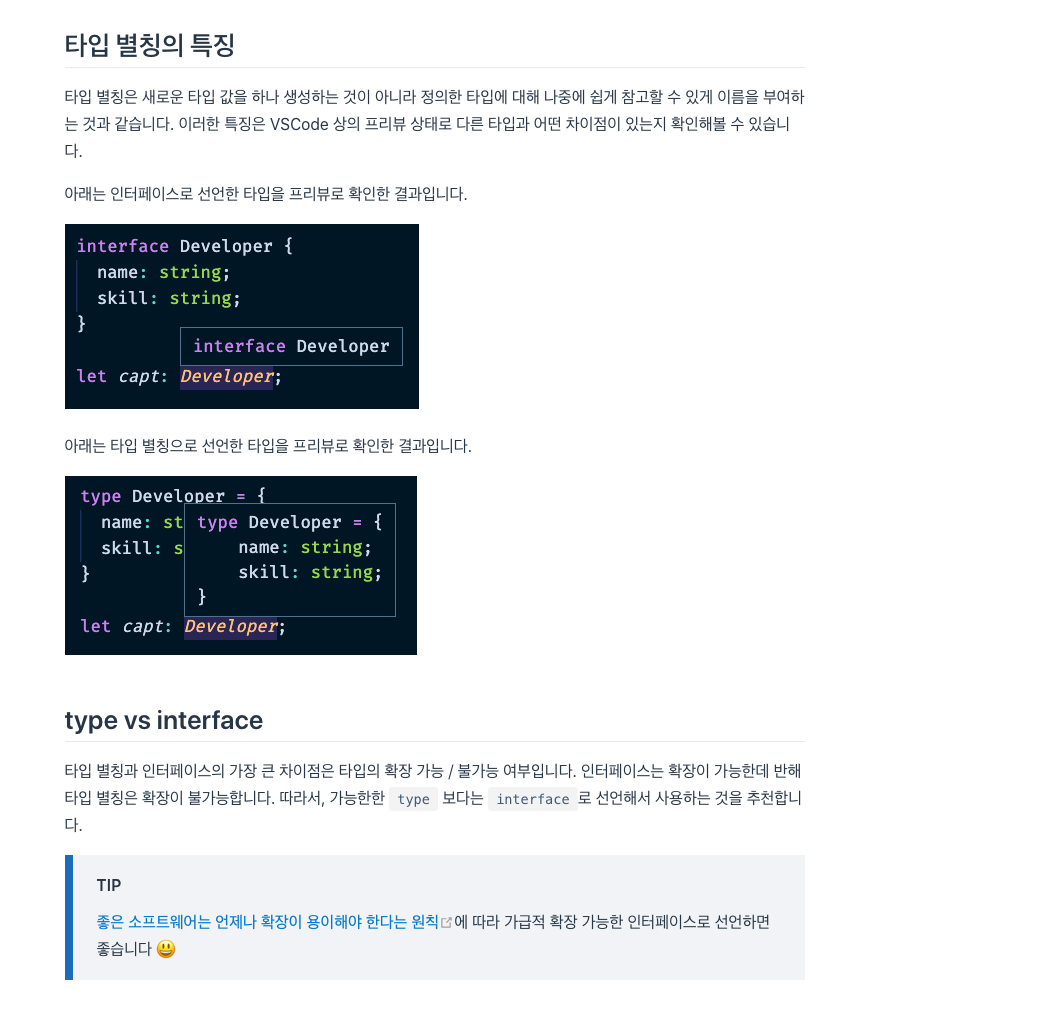 타입 별칭의 특징
타입 별칭은 새로운 타입 값을 하나 생성하는 것이 아니라 정의한 타입에 대해 나중에 쉽게 참고할 수 있게 이름을 부여하
는 것과 같습니다. 이러한 특징은 VSCode 상의 프리뷰 상태로 다른 타입과 어떤 차이점이 있는지 확인해볼 수 있습니
다.
아래는 인터페이스로 선언한 타입을 프리뷰로 확인한 결과입니다.
interface Developer {
name: string;
skill: string;
}
interface Developer
let capt: Developer;
아래는 타입 별칭으로 선언한 타입을 프리뷰로 확인한 결과입니다.
type Developer = {
name: st
skill: s
}
type Developer = {
name: string;
skill: string;
}
let capt: Developer;
type vs interface
타입 별칭과 인터페이스의 가장 큰 차이점은 타입의 확장 가능 / 불가능 여부입니다. 인터페이스는 확장이 가능한데 반해
타입 별칭은 확장이 불가능합니다. 따라서, 가능한한 type 보다는 interface로 선언해서 사용하는 것을 추천합니
다.
TIP
좋은 소프트웨어는 언제나 확장이 용이해야 한다는 원칙에 따라 가급적 확장 가능한 인터페이스로 선언하면
좋습니다 😃